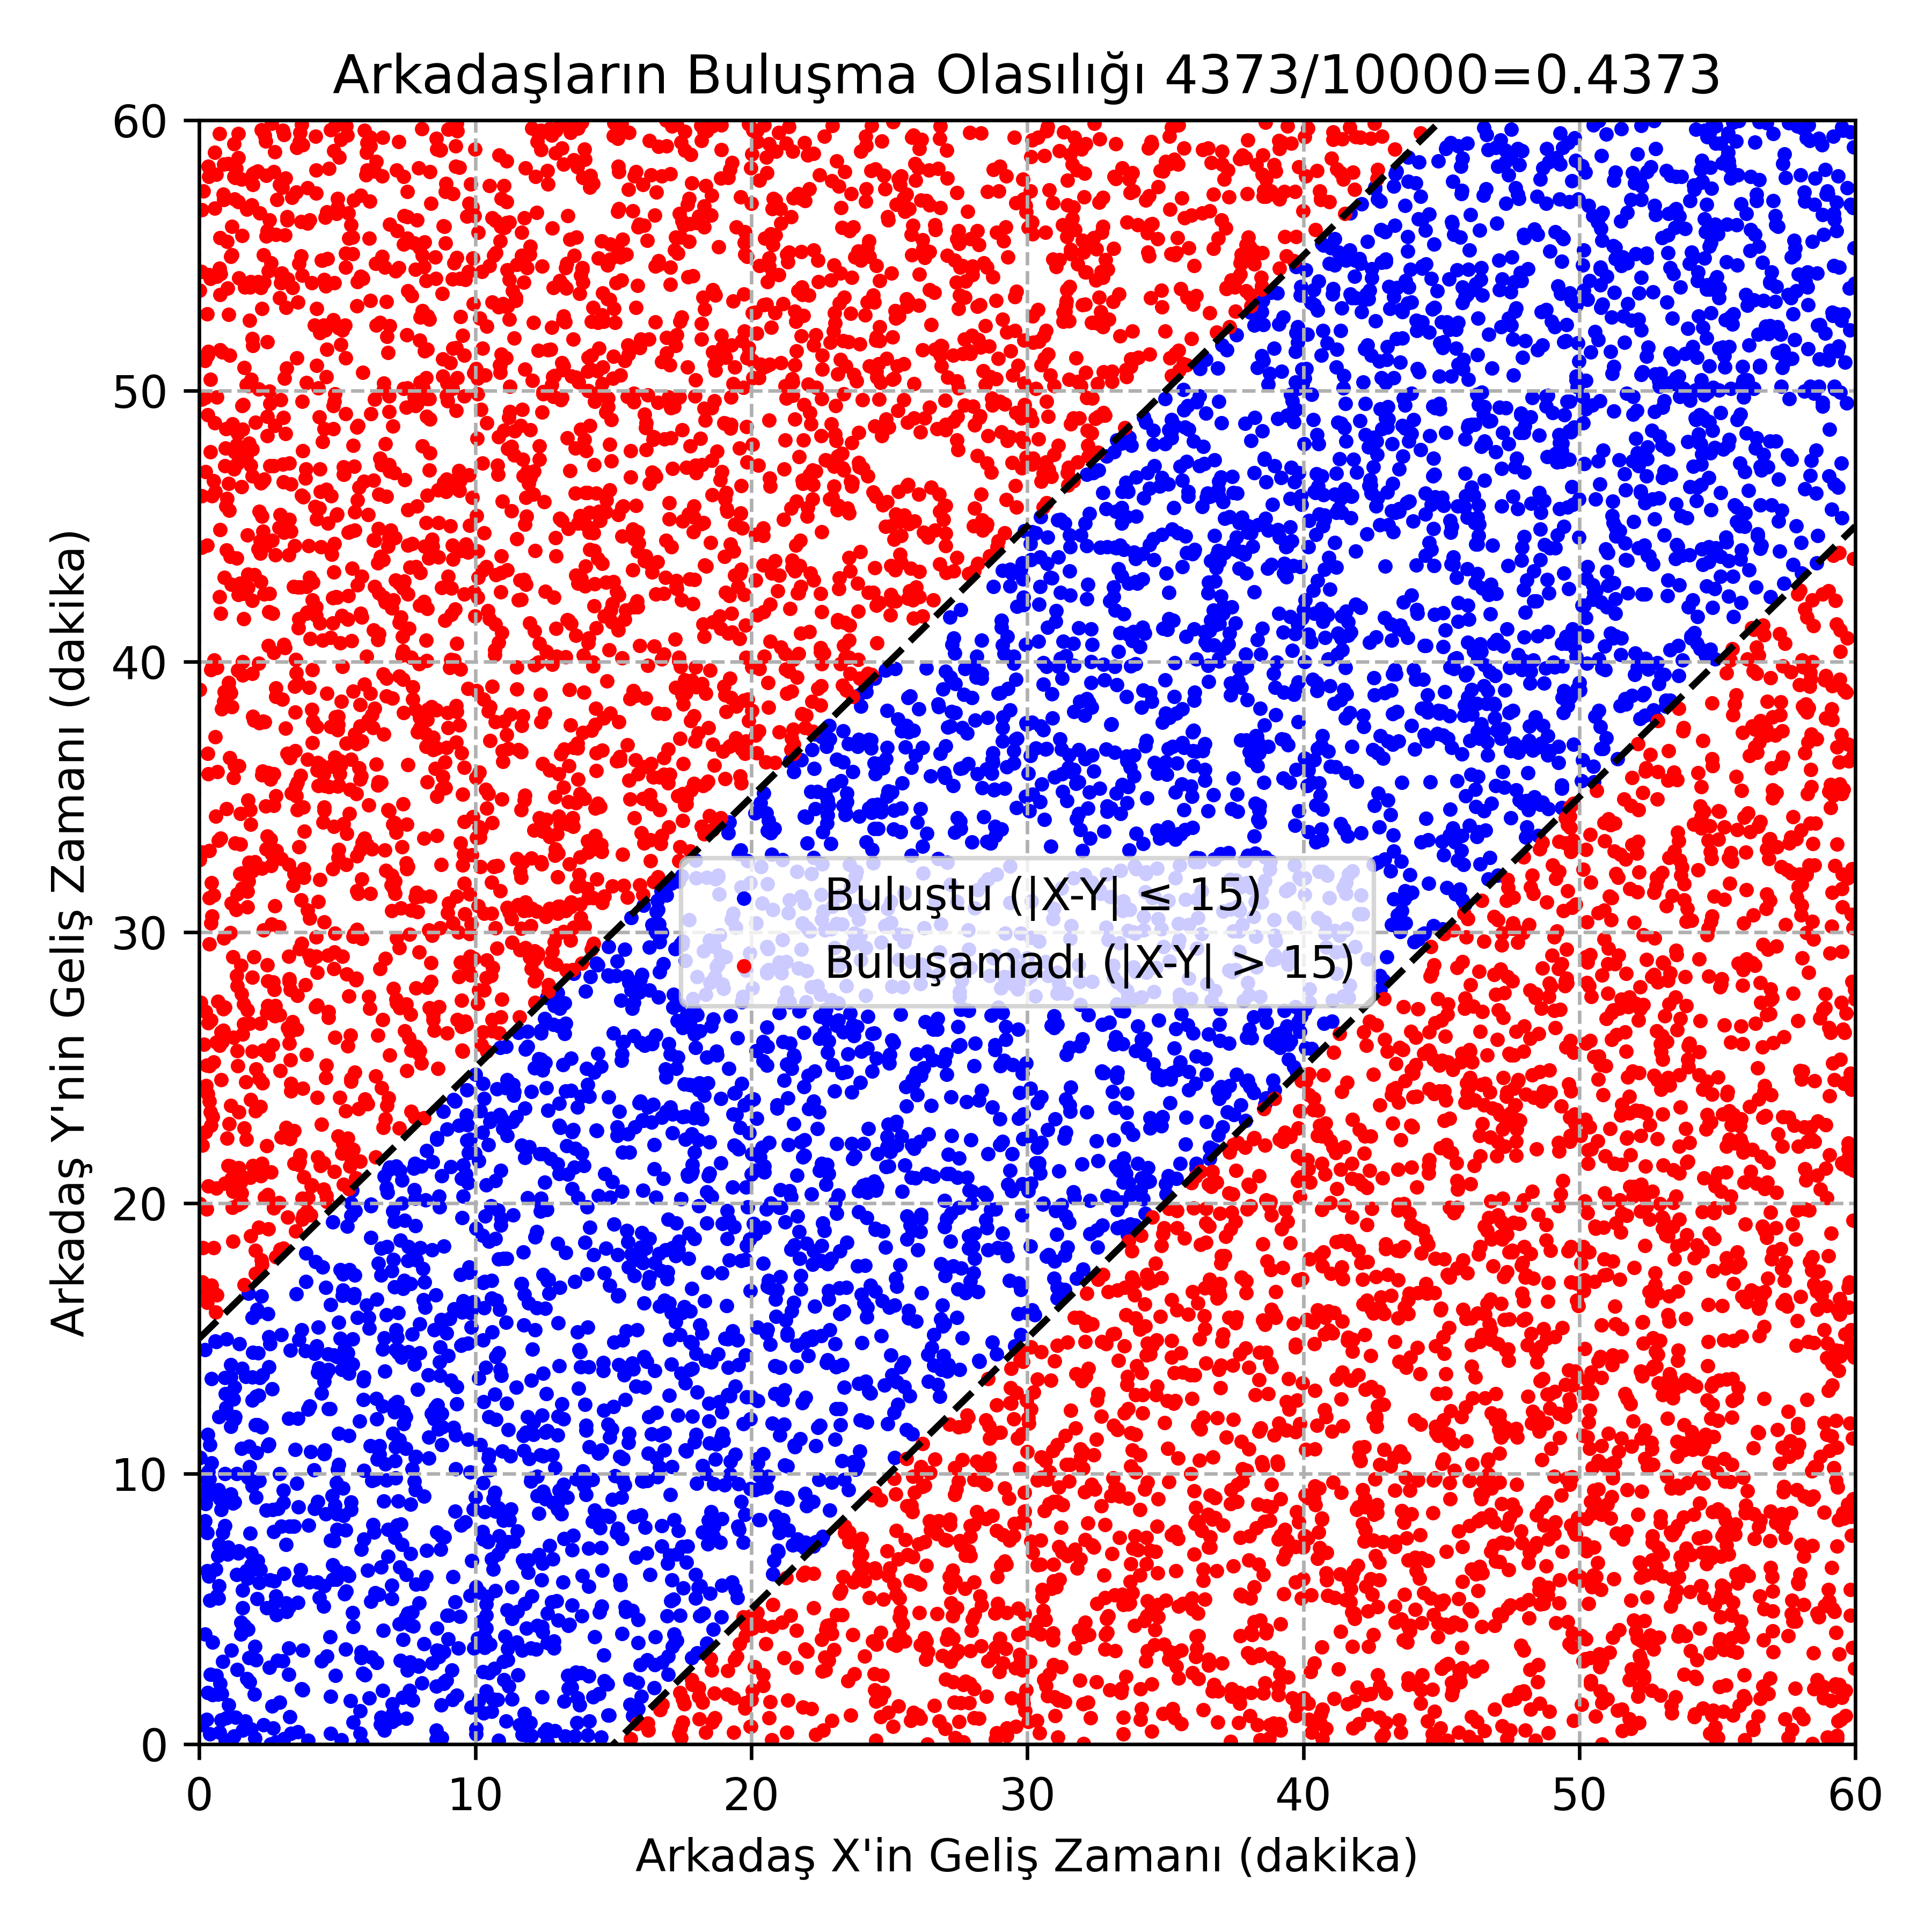 Arkadaşların Buluşma Olasılığı 4373/10000=0.4373
60
50
40
30
20
10
0
Arkadaş Y'nin Geliş Zamanı (dakika)
Buluştu (|X-Y| ≤ 15)
Buluşamadı (|X-Y| > 15)
0 10 20 30 40 50 60
Arkadaş X'in Geliş Zamanı (dakika)